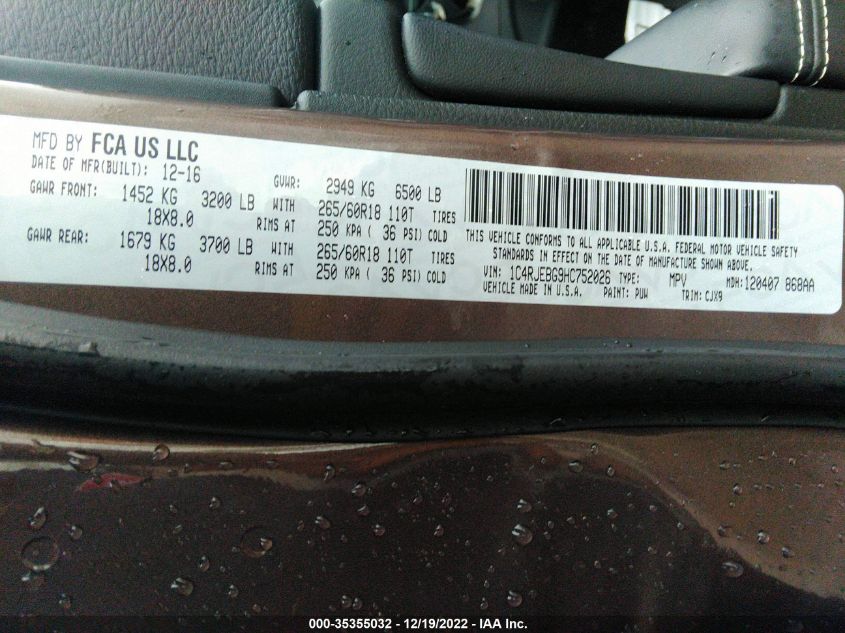 MFD BY FCA US LLC
DATE OF MFR(BUILT): 12-16 GVWR: 2949 KG 6500 LB
GAWR FRONT: 1452 KG 3200 LB WITH 265/60R18 110T TIRES
18X8.0 RIMS AT 250 KPA ( 36 PSI) COLD
GAWR REAR: 1679 KG 3700 LB WITH 265/60R18 110T TIRES
18X8.0 RIMS AT 250 KPA ( 36 PSI) COLD
THIS VEHICLE CONFORMS TO ALL APPLICABLE U.S.A. FEDERAL MOTOR VEHICLE SAFETY
STANDARDS IN EFFECT ON THE DATE OF MANUFACTURE SHOWN ABOVE.
VIN: 1C4RJEBG9HC752026 TYPE: MPV MDH:120407 868AA
VEHICLE MADE IN U.S.A. PAINT: PUW TRIM: CJX9
000-35355032 - 12/19/2022 - IAA Inc.